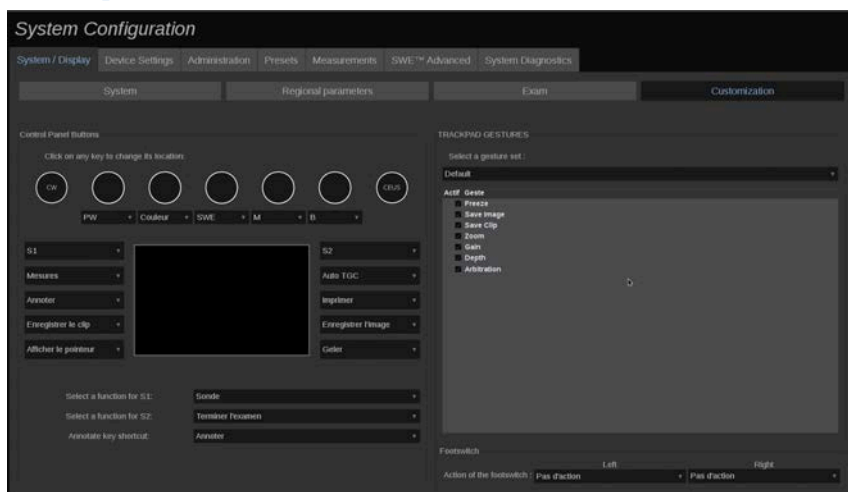 System Configuration
System / Display Device Settings Administration Presets Measurements SWE™ Advanced System Diagnostics
System Regional parameters Exam Customization
Control Panel Buttons
Click on any key to change its location:
CW CEUS
PW Couleur SWE M B
S1 S2
Mesures Auto TGC
Annoter Imprimer
Enregistrer le clip Enregistrer l'image
Afficher le pointeur Geler
Select a function for S1: Sonde
Select a function for S2: Terminer l'examen
Annotate key shortcut: Annoter
TRACKPAD GESTURES
Select a gesture set :
Default
Actif Geste
Freeze
Save Image
Save Clip
Zoom
Gain
Depth
Arbitration
Footswitch
Left Right
Action of the footswitch : Pas d'action Pas d'action